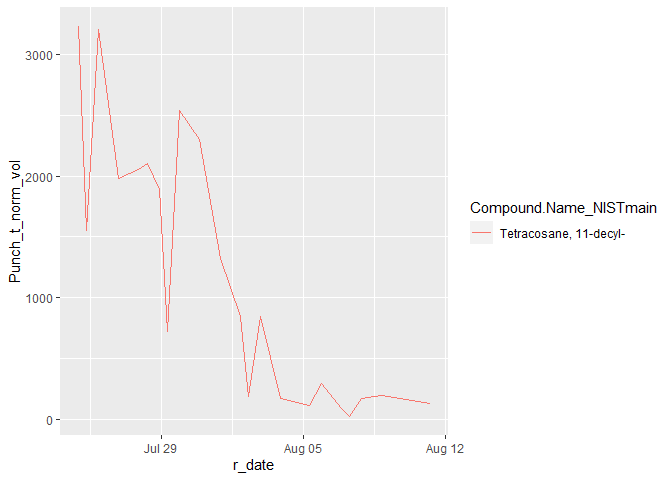 3000
2000
1000
0
Punch_t_norm_vol
Jul 29
Aug 05
Aug 12
r_date
Compound.Name_NISTmain
Tetracosane, 11-decyl-